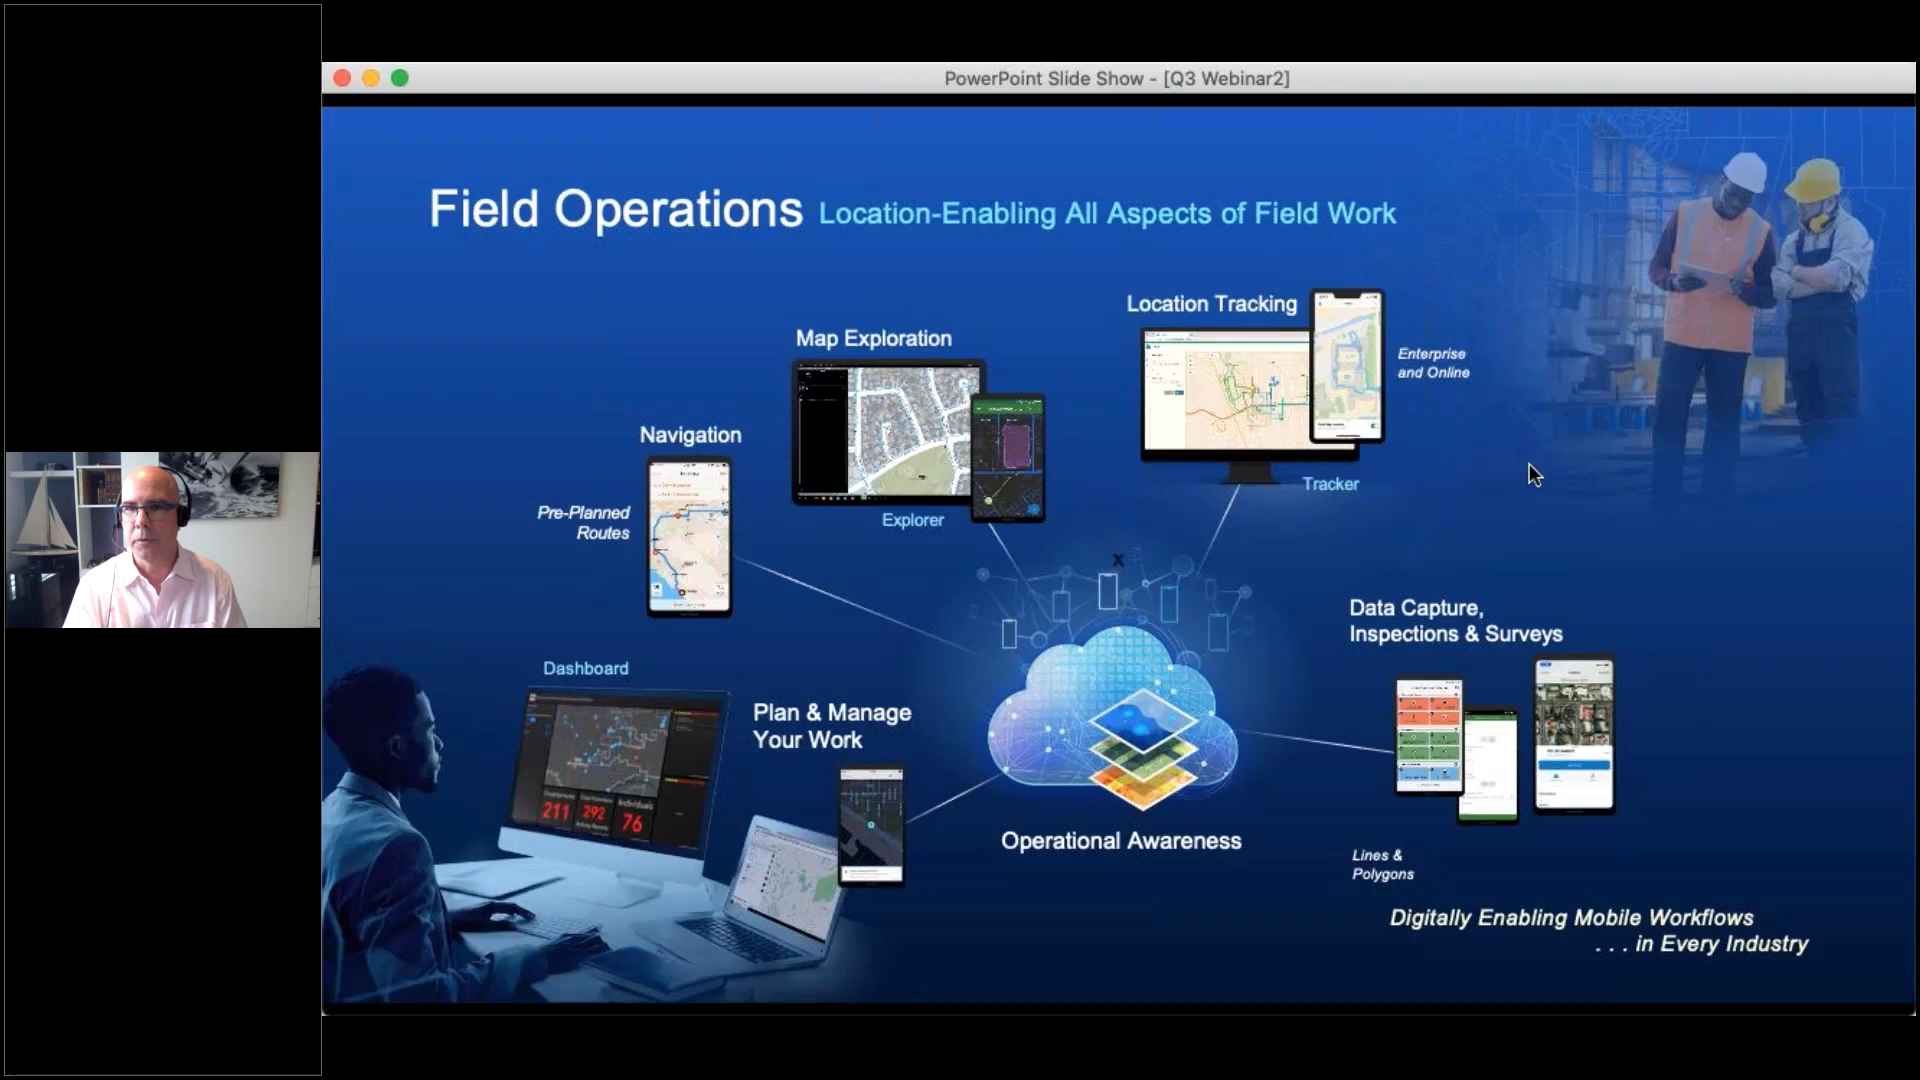 PowerPoint Slide Show - [Q3 Webinar2]
Field Operations Location-Enabling All Aspects of Field Work
Location Tracking
Map Exploration
Enterprise
and Online
Navigation
Tracker
Pre-Planned
Routes
Explorer
Data Capture,
Inspections & Surveys
Dashboard
Plan & Manage
Your Work
Individuals
211 292 76
Operational Awareness
Lines &
Polygons
Digitally Enabling Mobile Workflows
. . . in Every Industry